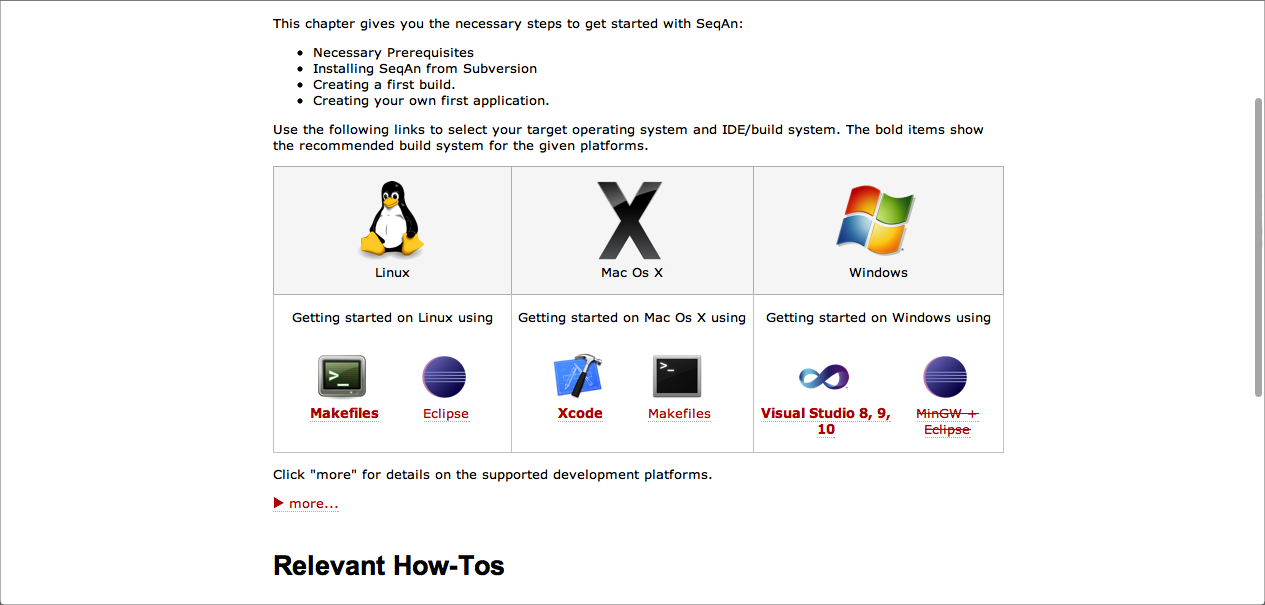 This chapter gives you the necessary steps to get started with SeqAn:
• Necessary Prerequisites
• Installing SeqAn from Subversion
• Creating a first build.
• Creating your own first application.
Use the following links to select your target operating system and IDE/build system. The bold items show
the recommended build system for the given platforms.
Linux
Mac Os X
Windows
Getting started on Linux using
Getting started on Mac Os X using
Getting started on Windows using
Makefiles
Eclipse
Xcode
Makefiles
Visual Studio 8, 9,
10
MinGW +
Eclipse
Click "more" for details on the supported development platforms.
more...
Relevant How-Tos